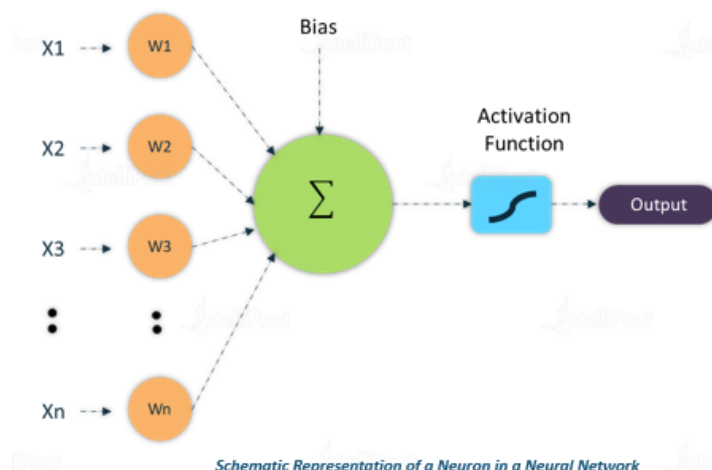 X1
W1
Bias
X2
W2
Activation
Function
Σ
Output
X3
W3
Xn
Wn
Schematic Representation of a Neuron in a Neural Network